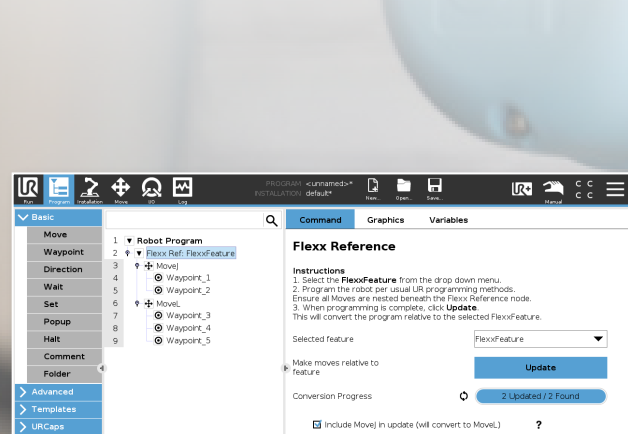 PROGRAM <unnamed>*
INSTALLATION default*
UR
Run
Program
Installation
Move
I/O
Log
New...
Open...
Save...
UR+
Manual
C C
C C
Basic
Move
Waypoint
Direction
Wait
Set
Popup
Halt
Comment
Folder
Advanced
Templates
URCaps
1 Robot Program
2 Flexx Ref: FlexxFeature
3 MoveJ
4 Waypoint_1
5 Waypoint_2
6 MoveL
7 Waypoint_3
8 Waypoint_4
9 Waypoint_5
Command Graphics Variables
Flexx Reference
Instructions
1. Select the FlexxFeature from the drop down menu.
2. Program the robot per usual UR programming methods.
Ensure all Moves are nested beneath the Flexx Reference node.
3. When programming is complete, click Update.
This will convert the program relative to the selected FlexxFeature.
Selected feature FlexxFeature
Make moves relative to
feature
Update
Conversion Progress 2 Updated / 2 Found
Include MoveJ in update (will convert to MoveL) ?